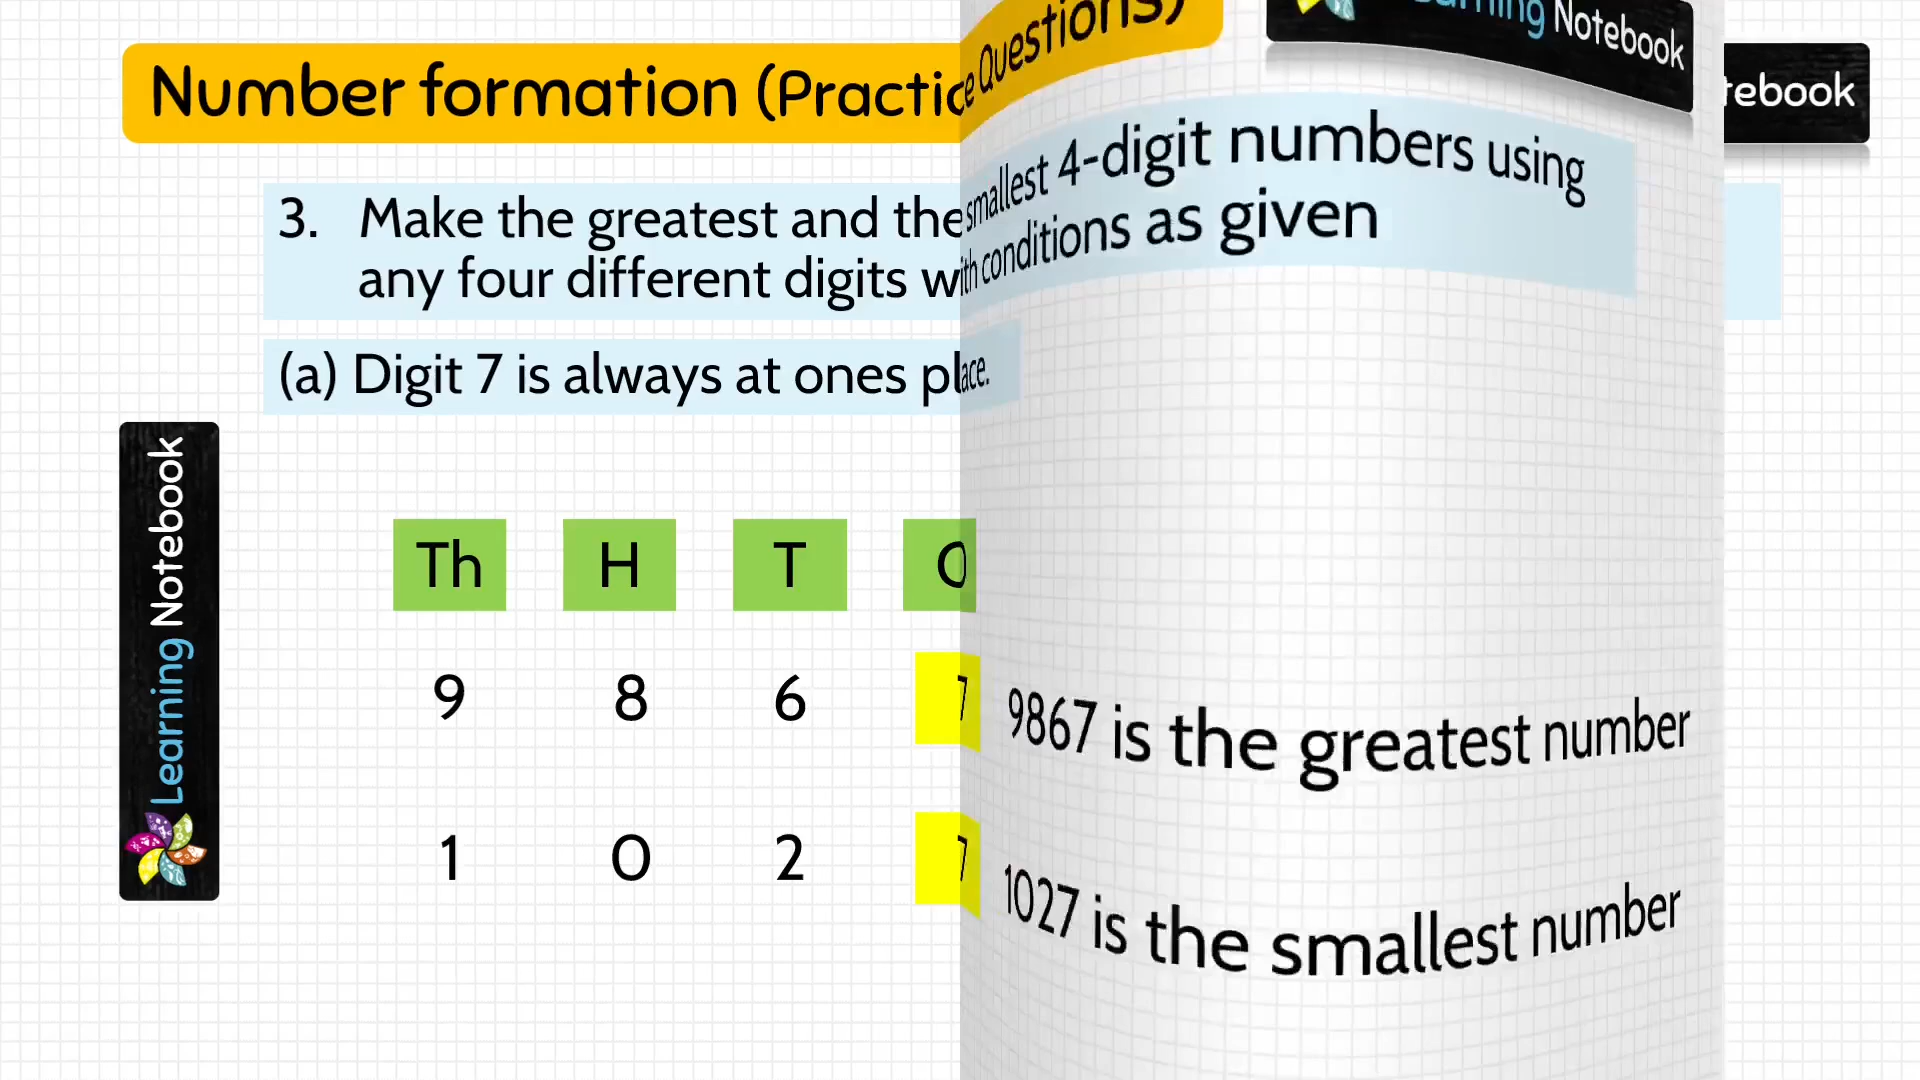 Number formation (Practice Questions)
Learning Notebook
tebook
3. Make the greatest and the smallest 4-digit numbers using
any four different digits with conditions as given
(a) Digit 7 is always at ones place.
Th H T O
9 8 6 7 9867 is the greatest number
1 0 2 7 1027 is the smallest number
Learning Notebook